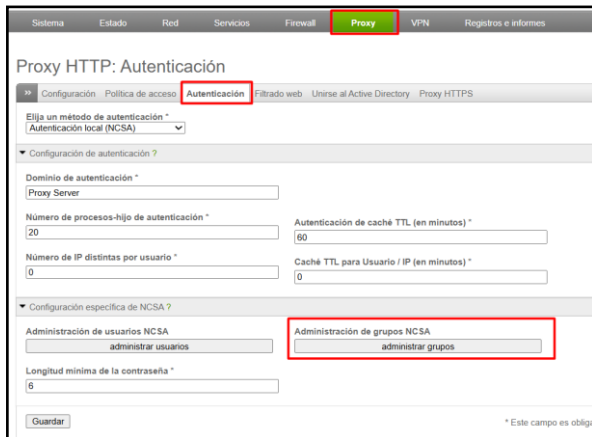 Sistema Estado Red Servicios Firewall Proxy VPN Registros e informes
Proxy HTTP: Autenticación
» Configuración Política de acceso Autenticación Filtrado web Unirse al Active Directory Proxy HTTPS
Elija un método de autenticación *
Autenticación local (NCSA)
Configuración de autenticación ?
Dominio de autenticación *
Proxy Server
Número de procesos-hijo de autenticación * Autenticación de caché TTL (en minutos) *
20 60
Número de IP distintas por usuario * Caché TTL para Usuario / IP (en minutos) *
0 0
Configuración específica de NCSA ?
Administración de usuarios NCSA Administración de grupos NCSA
administrar usuarios administrar grupos
Longitud mínima de la contraseña *
6
Guardar * Este campo es obliga